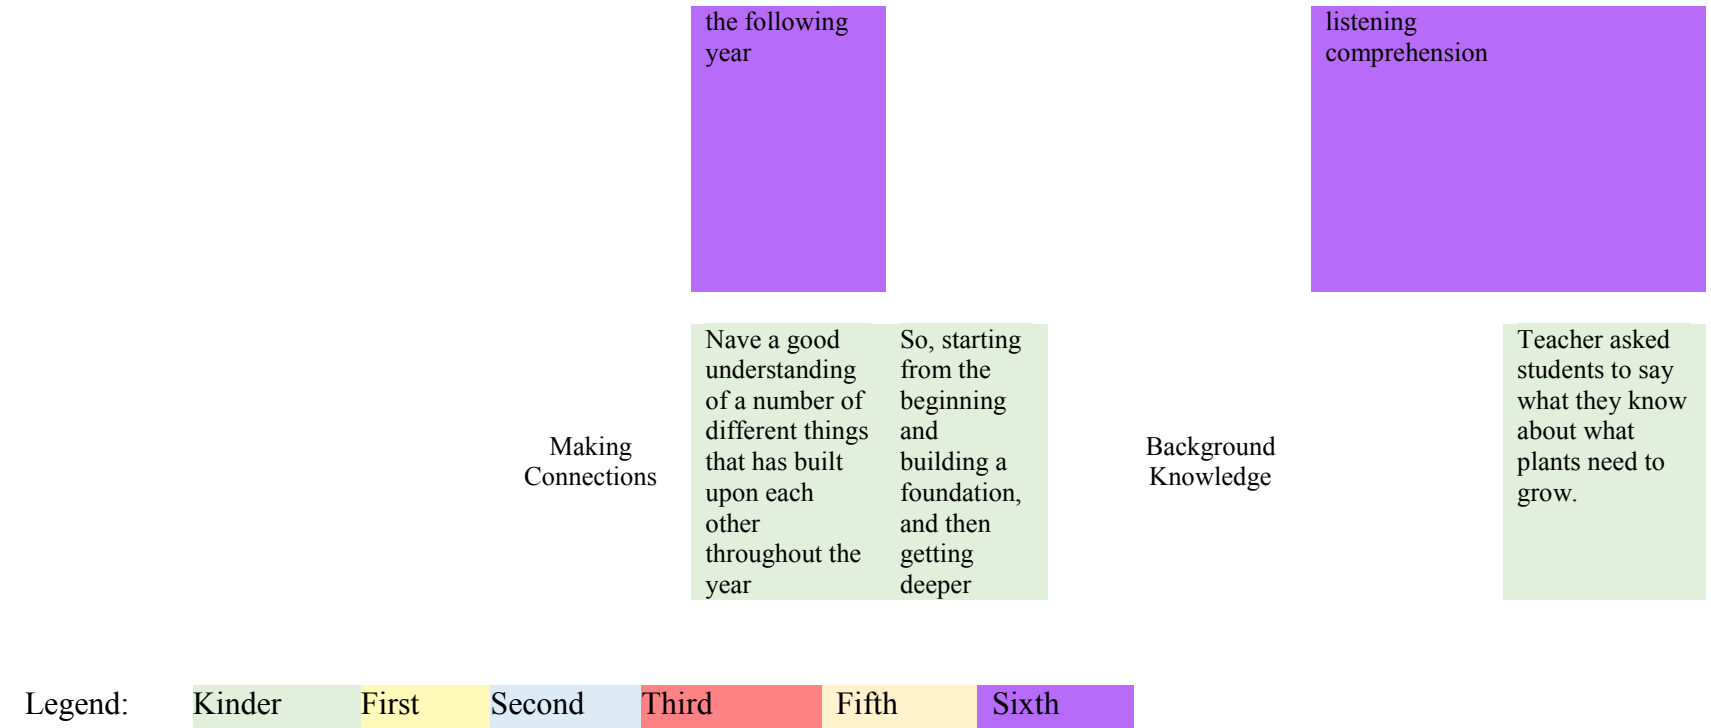 the following
year
listening
comprehension
Making
Connections
Nave a good
understanding
of a number of
different things
that has built
upon each
other
throughout the
year
So, starting
from the
beginning
and
building a
foundation,
and then
getting
deeper
Background
Knowledge
Teacher asked
students to say
what they know
about what
plants need to
grow.
Legend: Kinder First Second Third Fifth Sixth